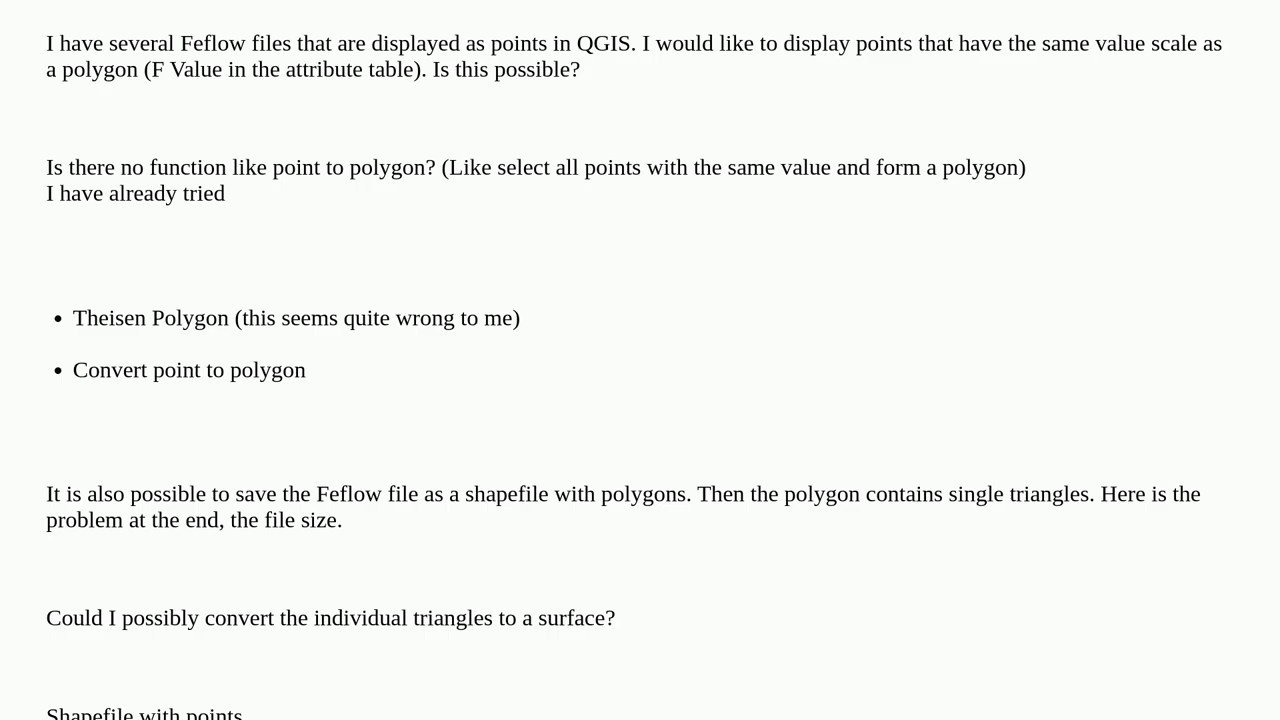 I have several Feflow files that are displayed as points in QGIS. I would like to display points that have the same value scale as
a polygon (F Value in the attribute table). Is this possible?
Is there no function like point to polygon? (Like select all points with the same value and form a polygon)
I have already tried
• Theisen Polygon (this seems quite wrong to me)
• Convert point to polygon
It is also possible to save the Feflow file as a shapefile with polygons. Then the polygon contains single triangles. Here is the
problem at the end, the file size.
Could I possibly convert the individual triangles to a surface?
Shapefile with points